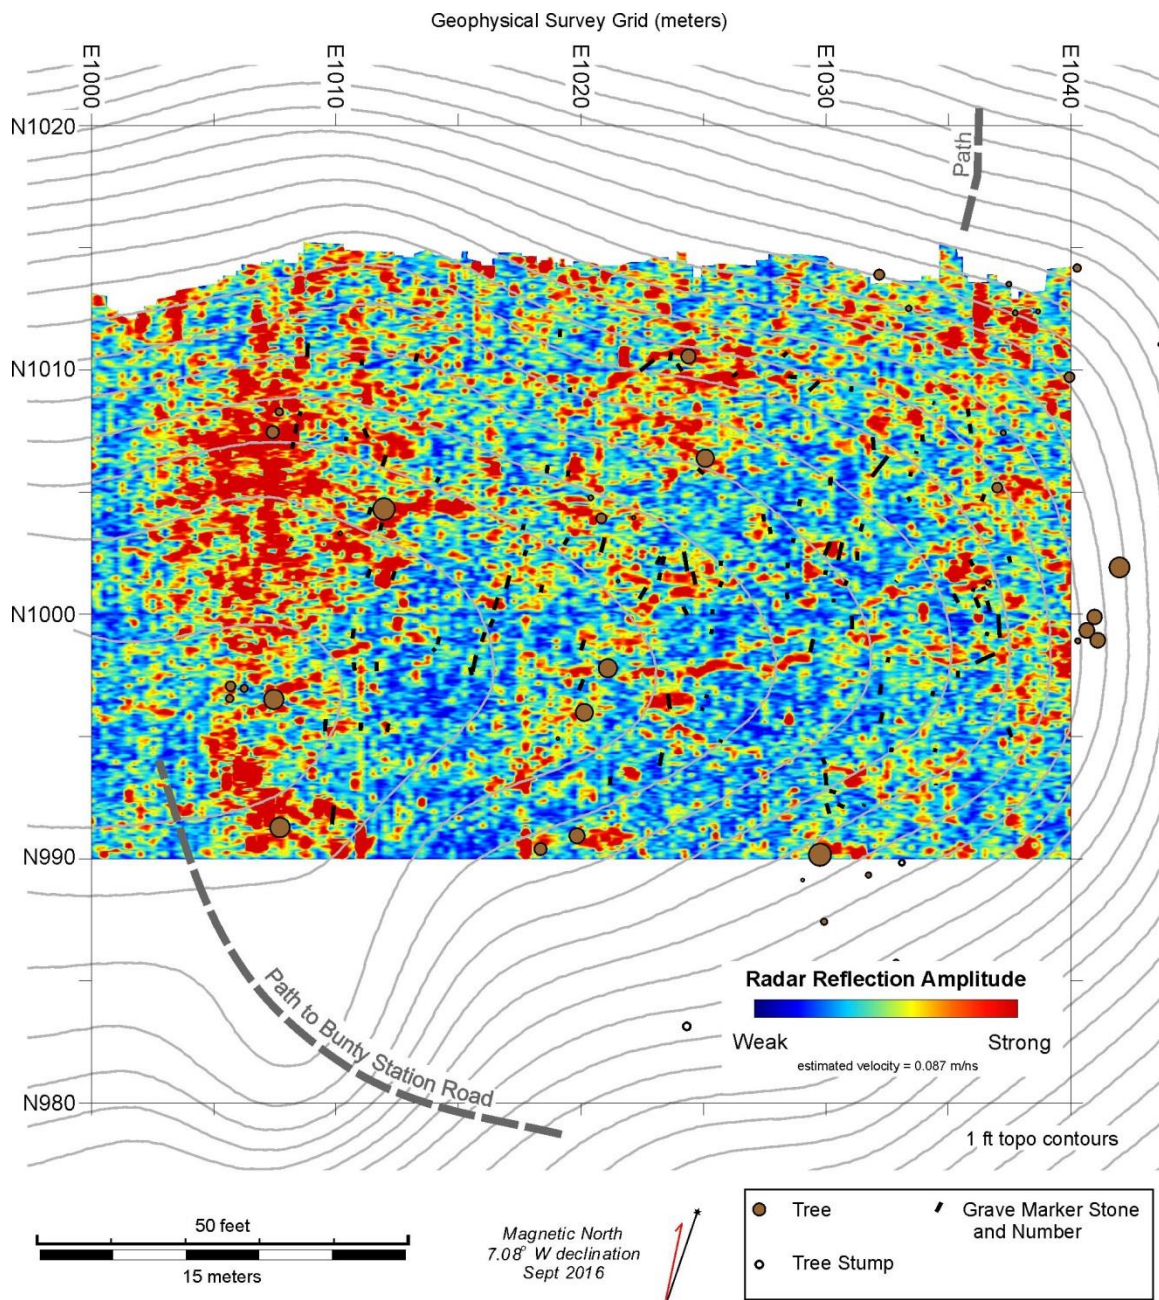 Geophysical Survey Grid (meters)
E1000
E1010
E1020
E1030
E1040
N1020
Path
N1010
N1000
N990
Path to Bunty Station Road
Radar Reflection Amplitude
Weak
Strong
estimated velocity = 0.087 m/ns
N980
1 ft topo contours
50 feet
15 meters
Magnetic North
7.08° W declination
Sept 2016
Tree
Grave Marker Stone
and Number
Tree Stump